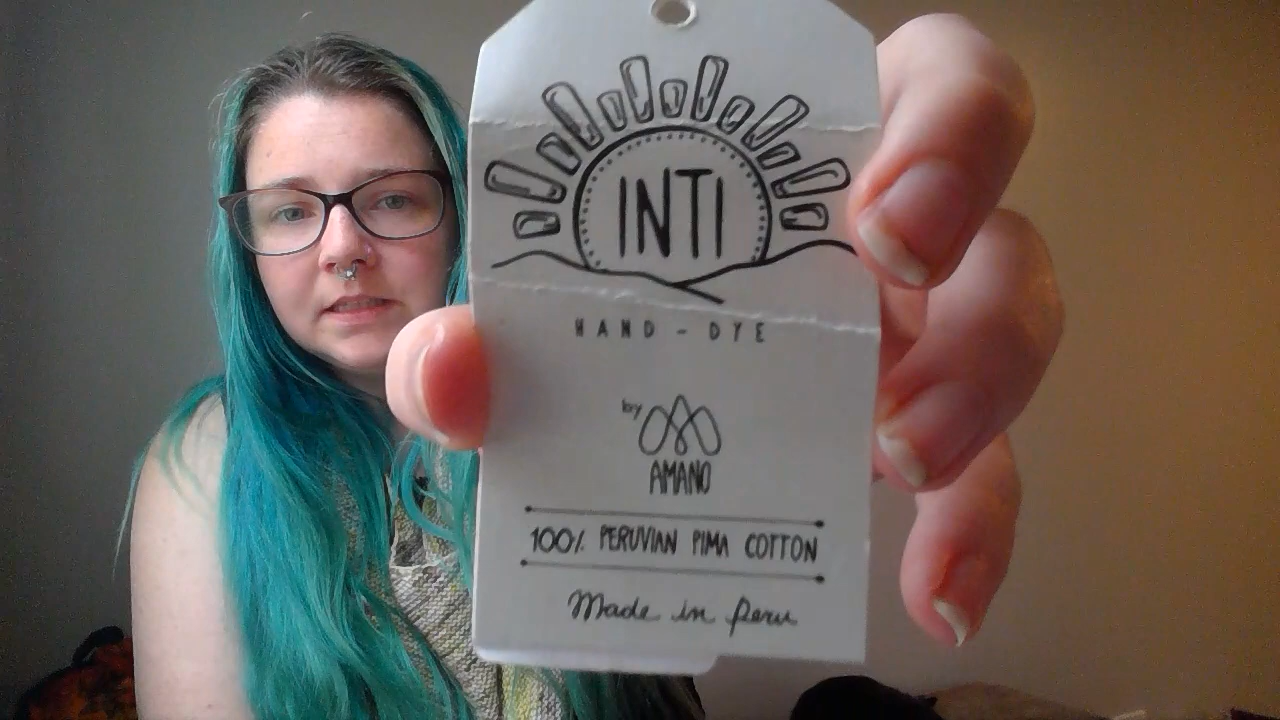 INTI
HAND-DYE
by
AMANO
100% PERUVIAN PIMA COTTON
Made in Peru